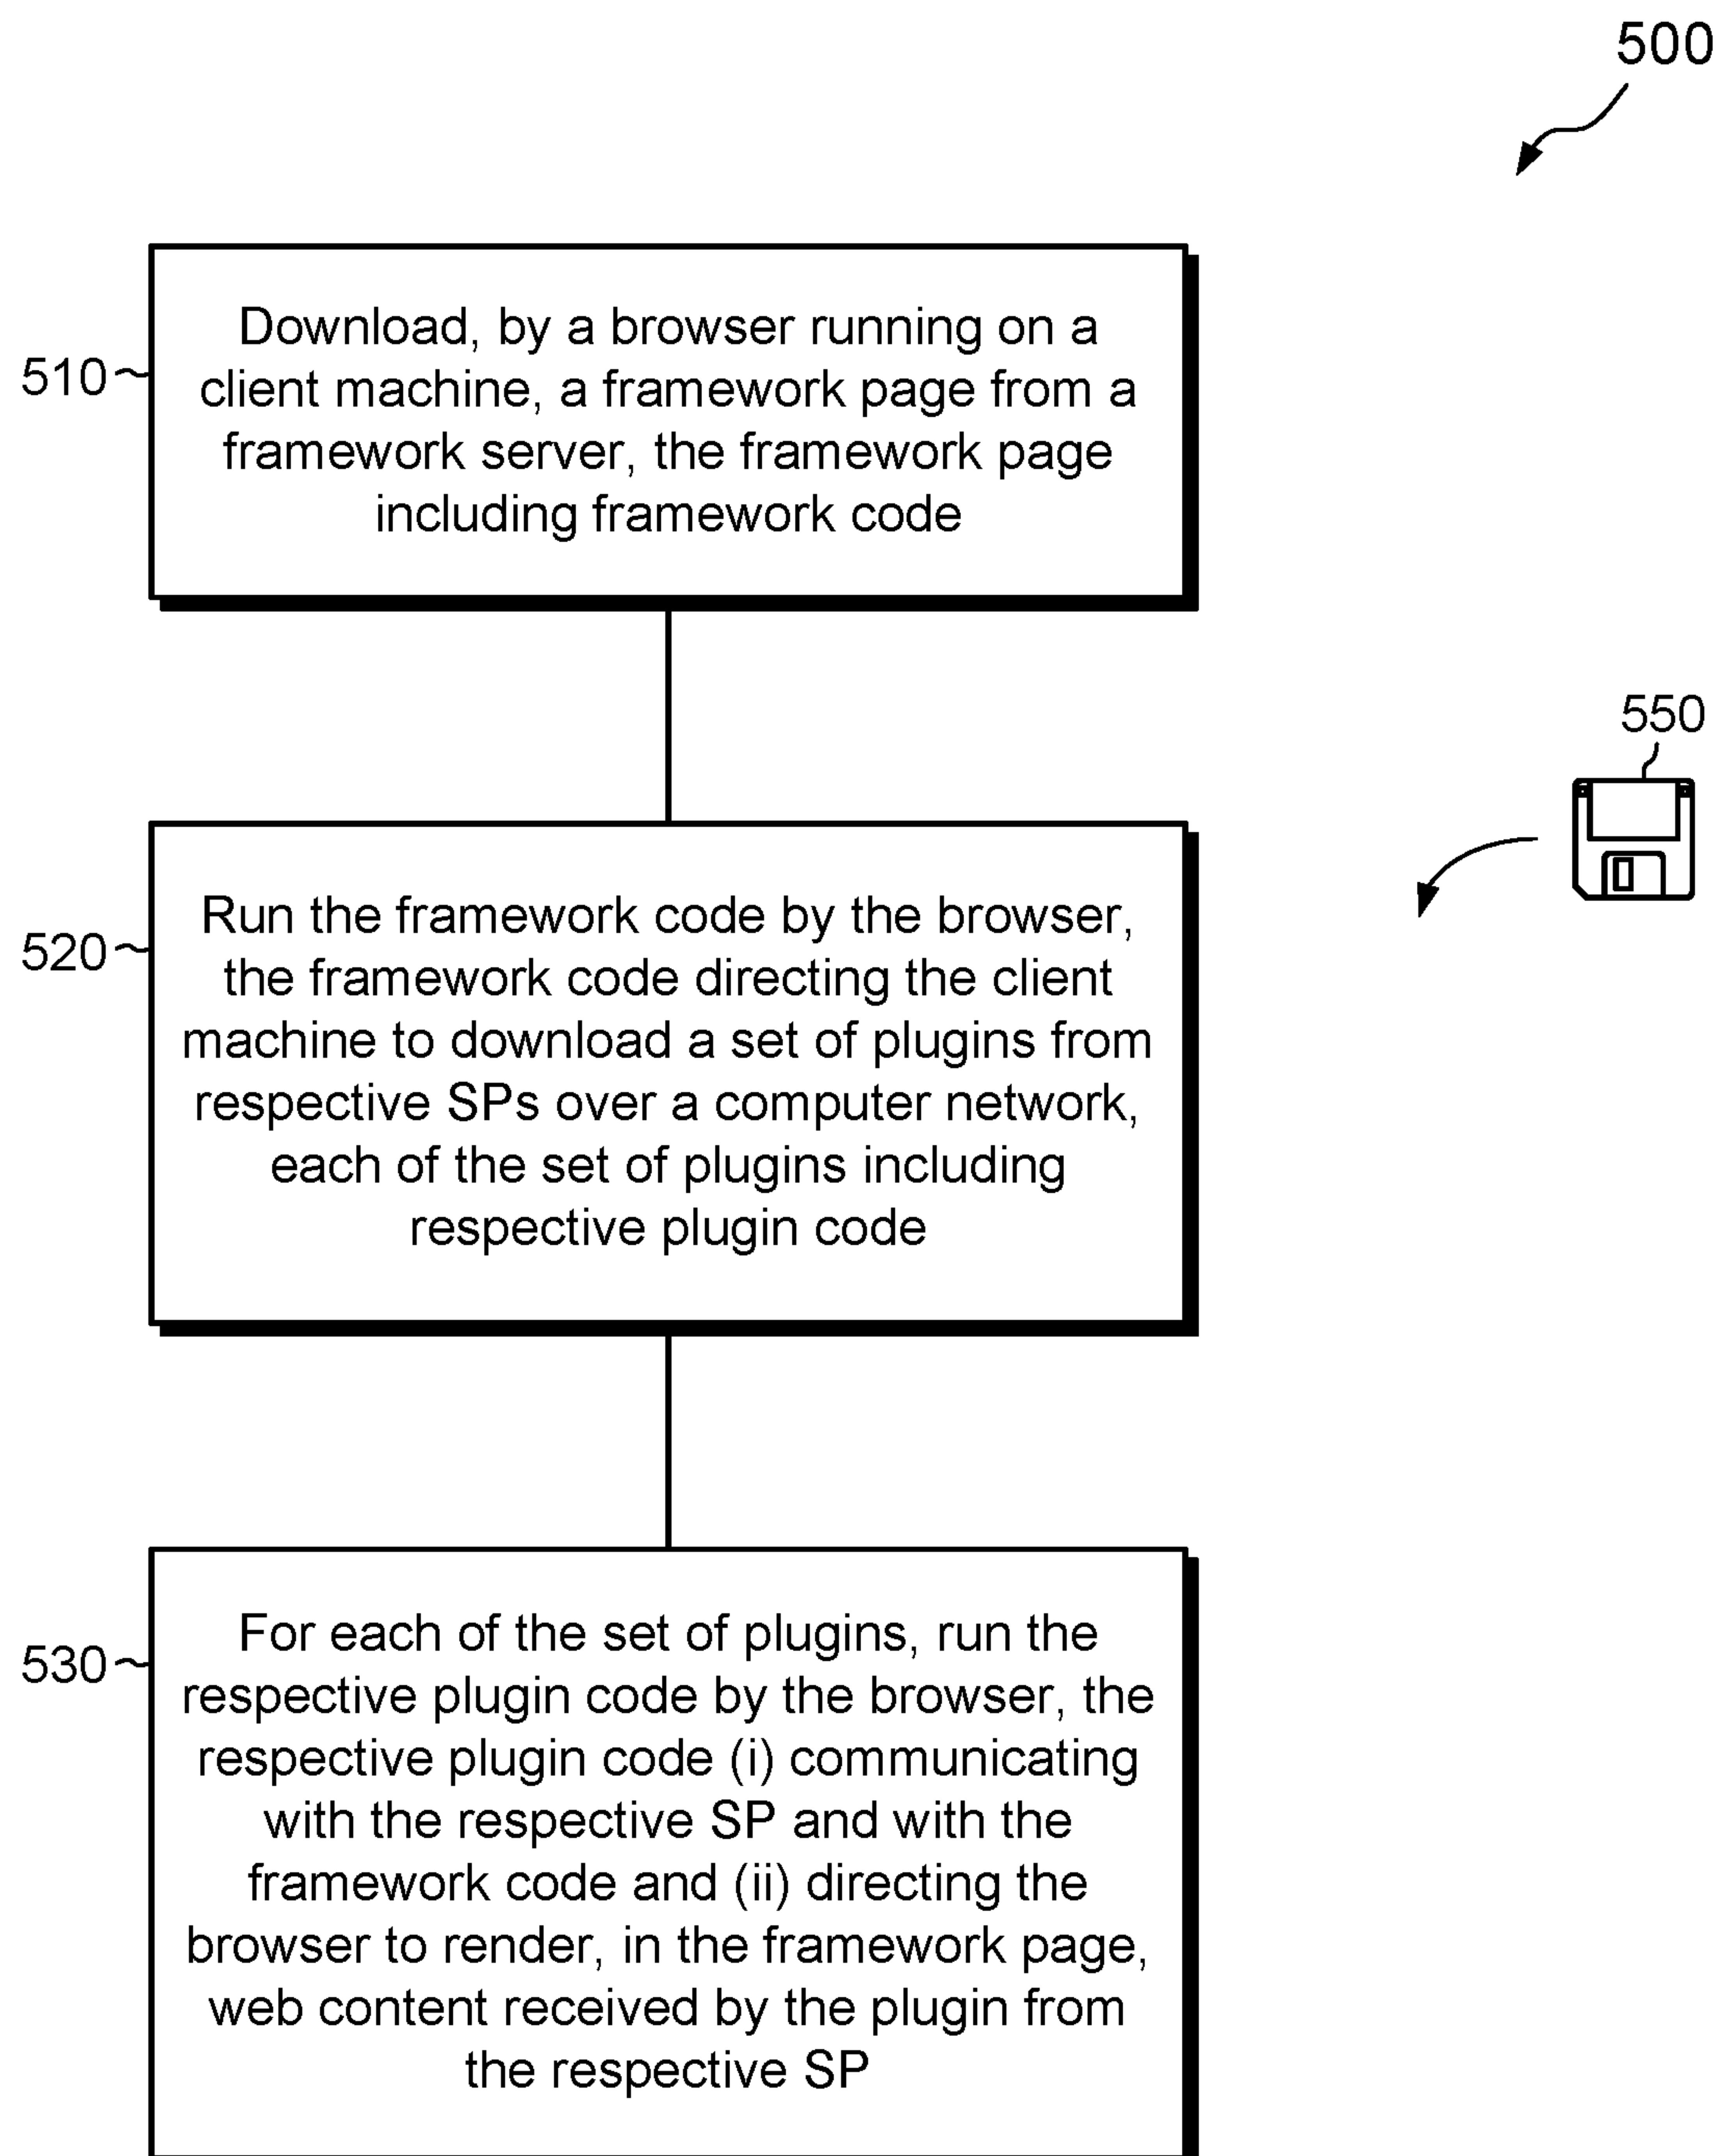 500
510
Download, by a browser running on a
client machine, a framework page from a
framework server, the framework page
including framework code
550
520
Run the framework code by the browser,
the framework code directing the client
machine to download a set of plugins from
respective SPs over a computer network,
each of the set of plugins including
respective plugin code
530
For each of the set of plugins, run the
respective plugin code by the browser, the
respective plugin code (i) communicating
with the respective SP and with the
framework code and (ii) directing the
browser to render, in the framework page,
web content received by the plugin from
the respective SP